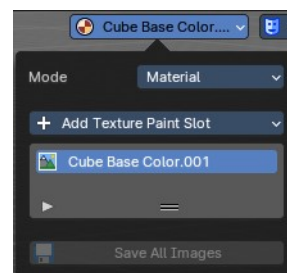 Cube Base Color....
Mode Material
Add Texture Paint Slot
Cube Base Color.001
Save All Images